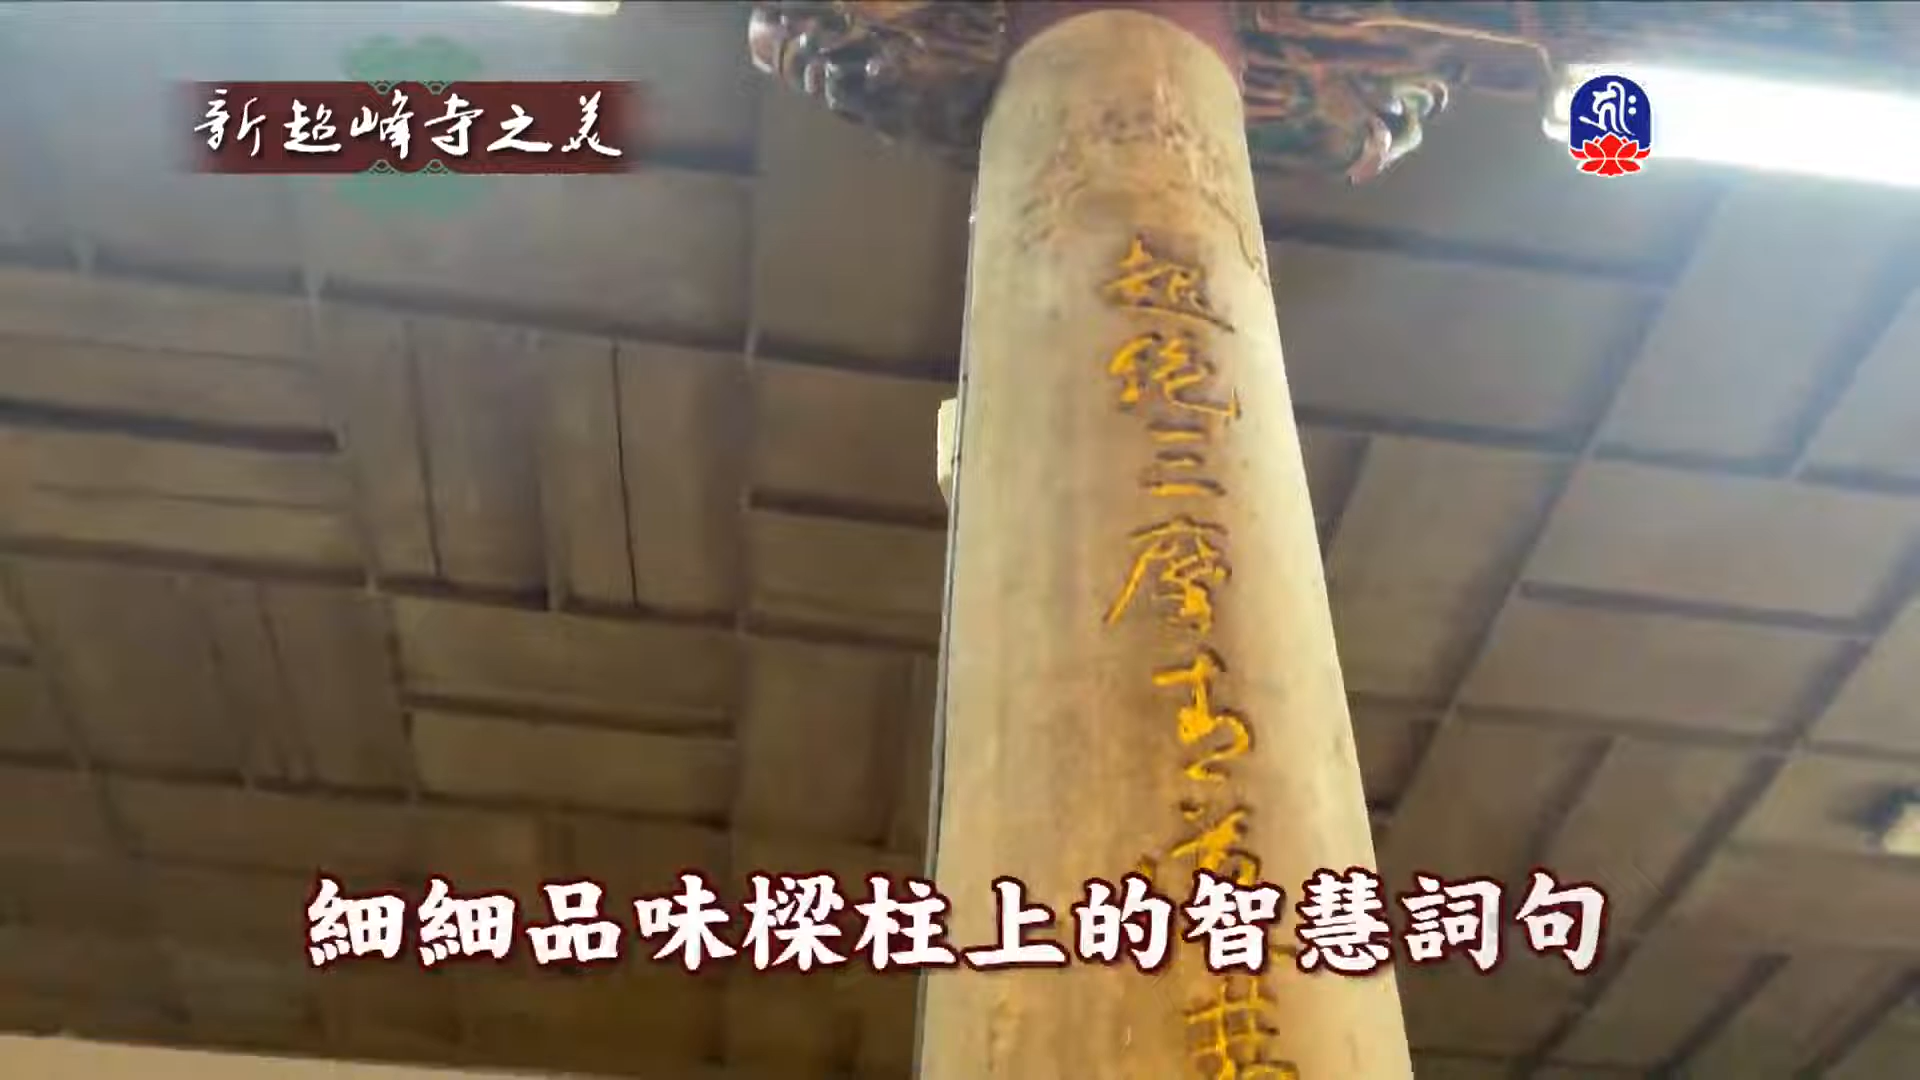 新超峰寺之美
超絕三摩
細細品味樑柱上的智慧詞句